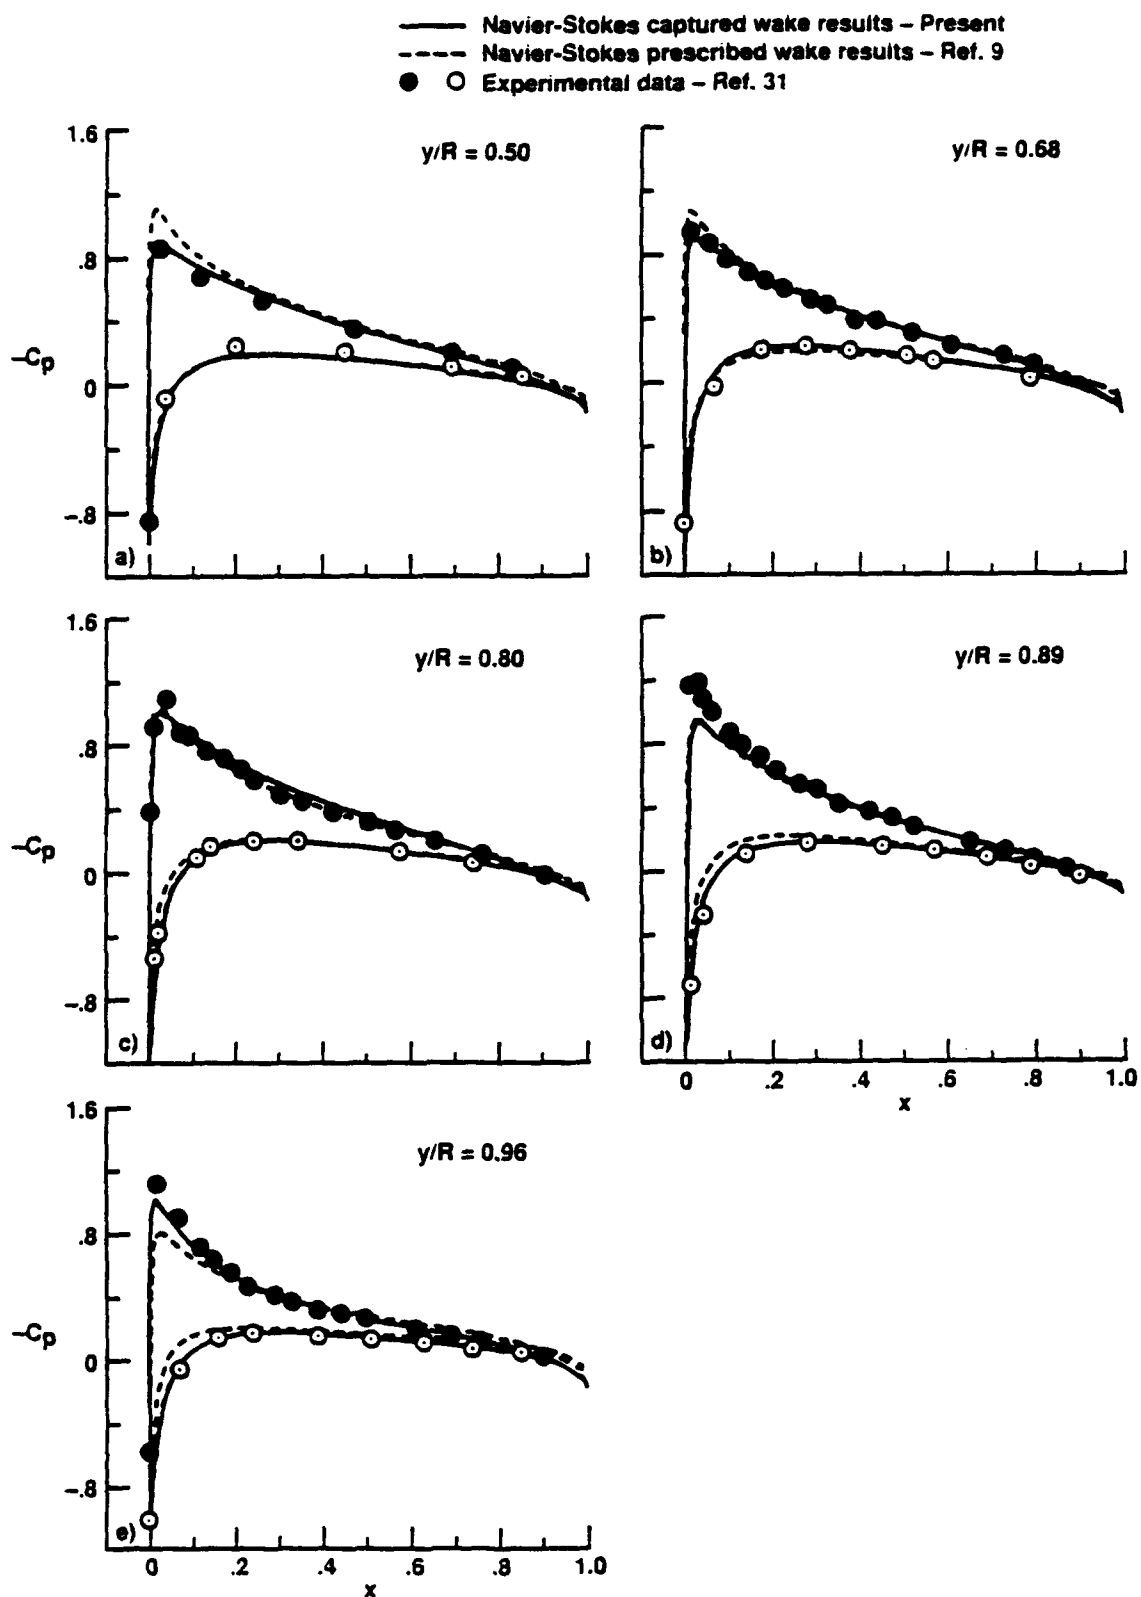 Navier-Stokes captured wake results – Present
Navier-Stokes prescribed wake results – Ref. 9
Experimental data – Ref. 31
y/R = 0.50
1.6
.8
–Cp
0
–.8
a)
y/R = 0.68
b)
y/R = 0.80
1.6
.8
–Cp
0
–.8
c)
y/R = 0.89
d)
0 .2 .4 .6 .8 1.0
x
y/R = 0.96
1.6
.8
–Cp
0
–.8
e)
0 .2 .4 .6 .8 1.0
x